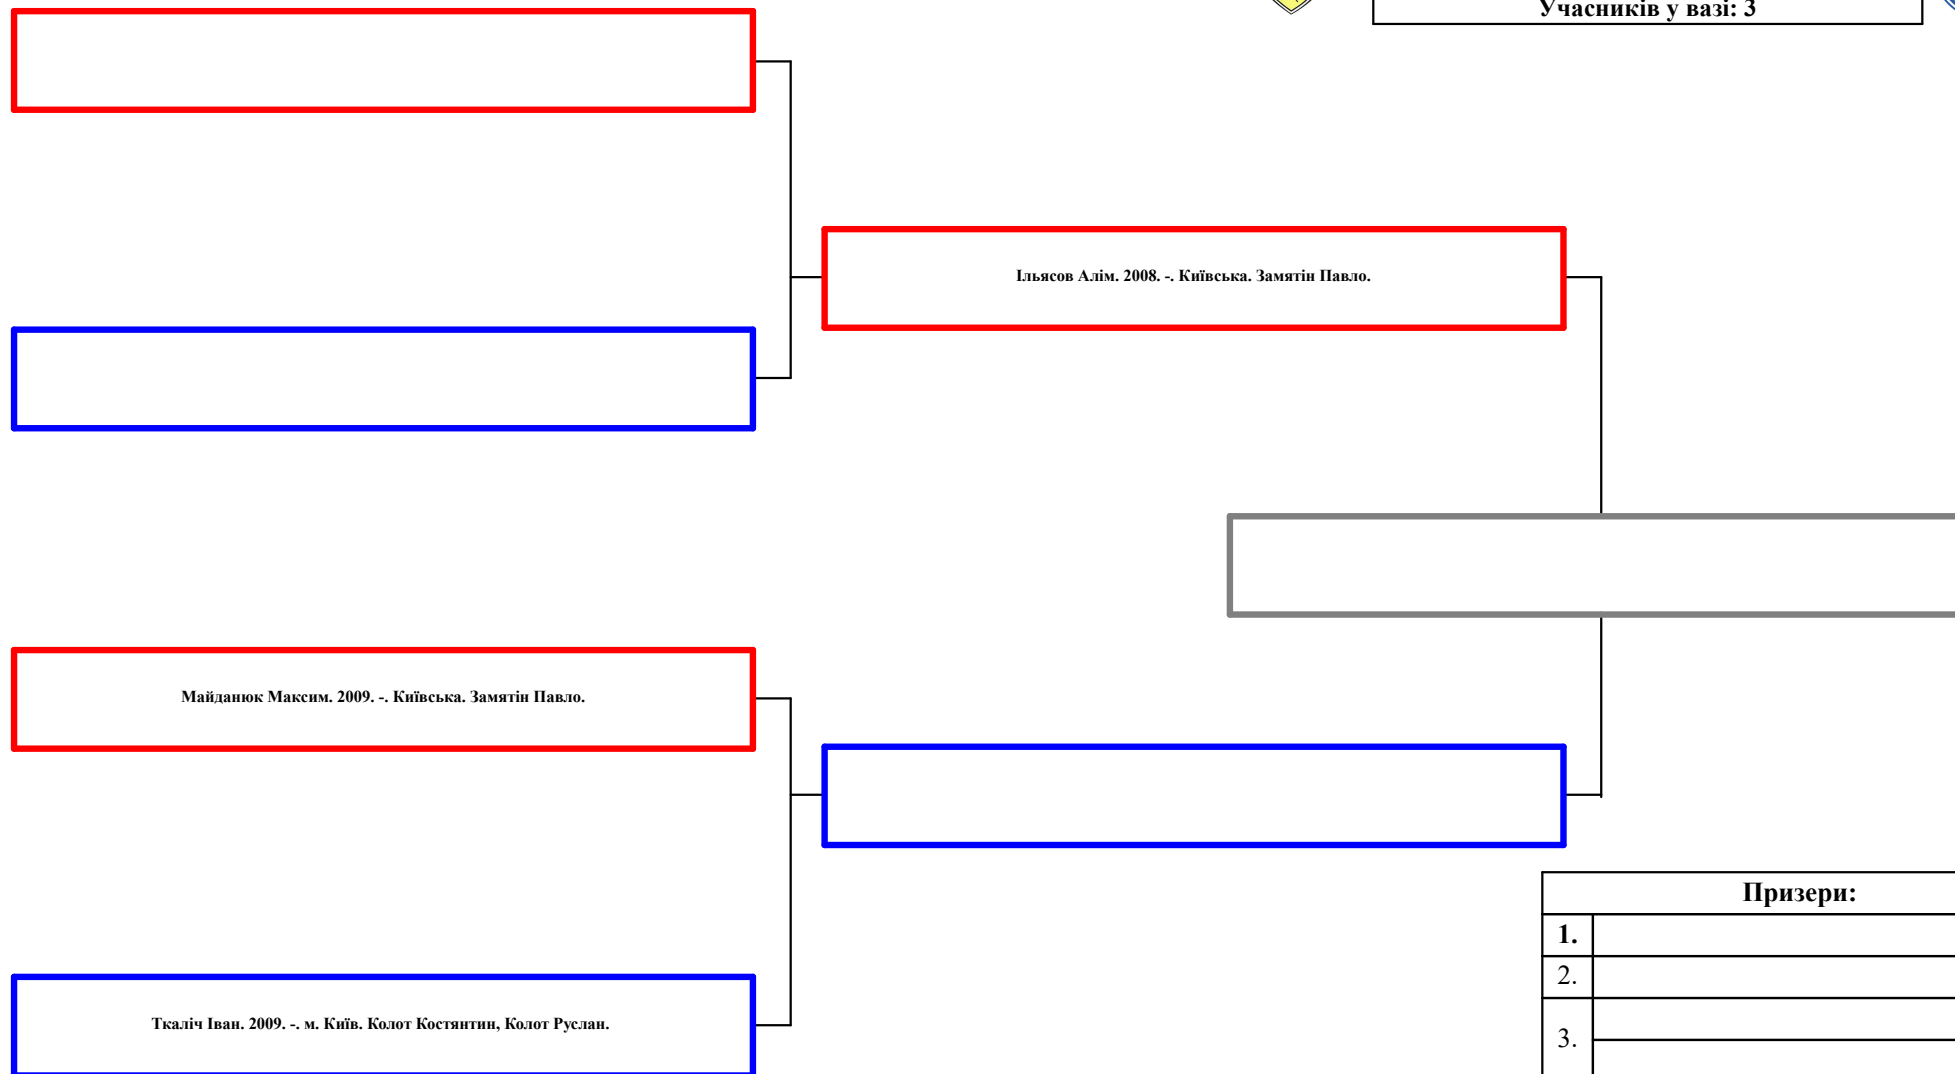 Учасників у вазі: 3
Ільясов Алім. 2008. -. Київська. Замятін Павло.
Майданюк Максим. 2009. -. Київська. Замятін Павло.
Ткаліч Іван. 2009. -. м. Київ. Колот Костянтин, Колот Руслан.
Призери:
1.
2.
3.